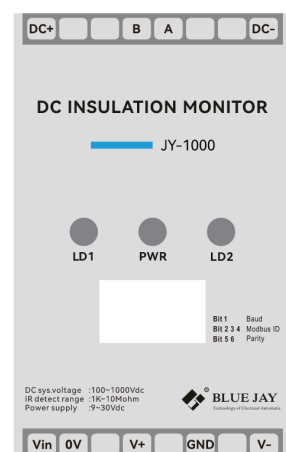 DC+ B A DC-
DC INSULATION MONITOR
JY-1000
LD1 PWR LD2
Bit 1 Baud
Bit 2 3 4 Modbus ID
Bit 5 6 Parity
DC sys.voltage :100~1000Vdc
IR detect range :1K~10Mohm
Power supply :9~30Vdc
BLUE JAY
Technology of Electrical Automatic
Vin 0V V+ GND V-